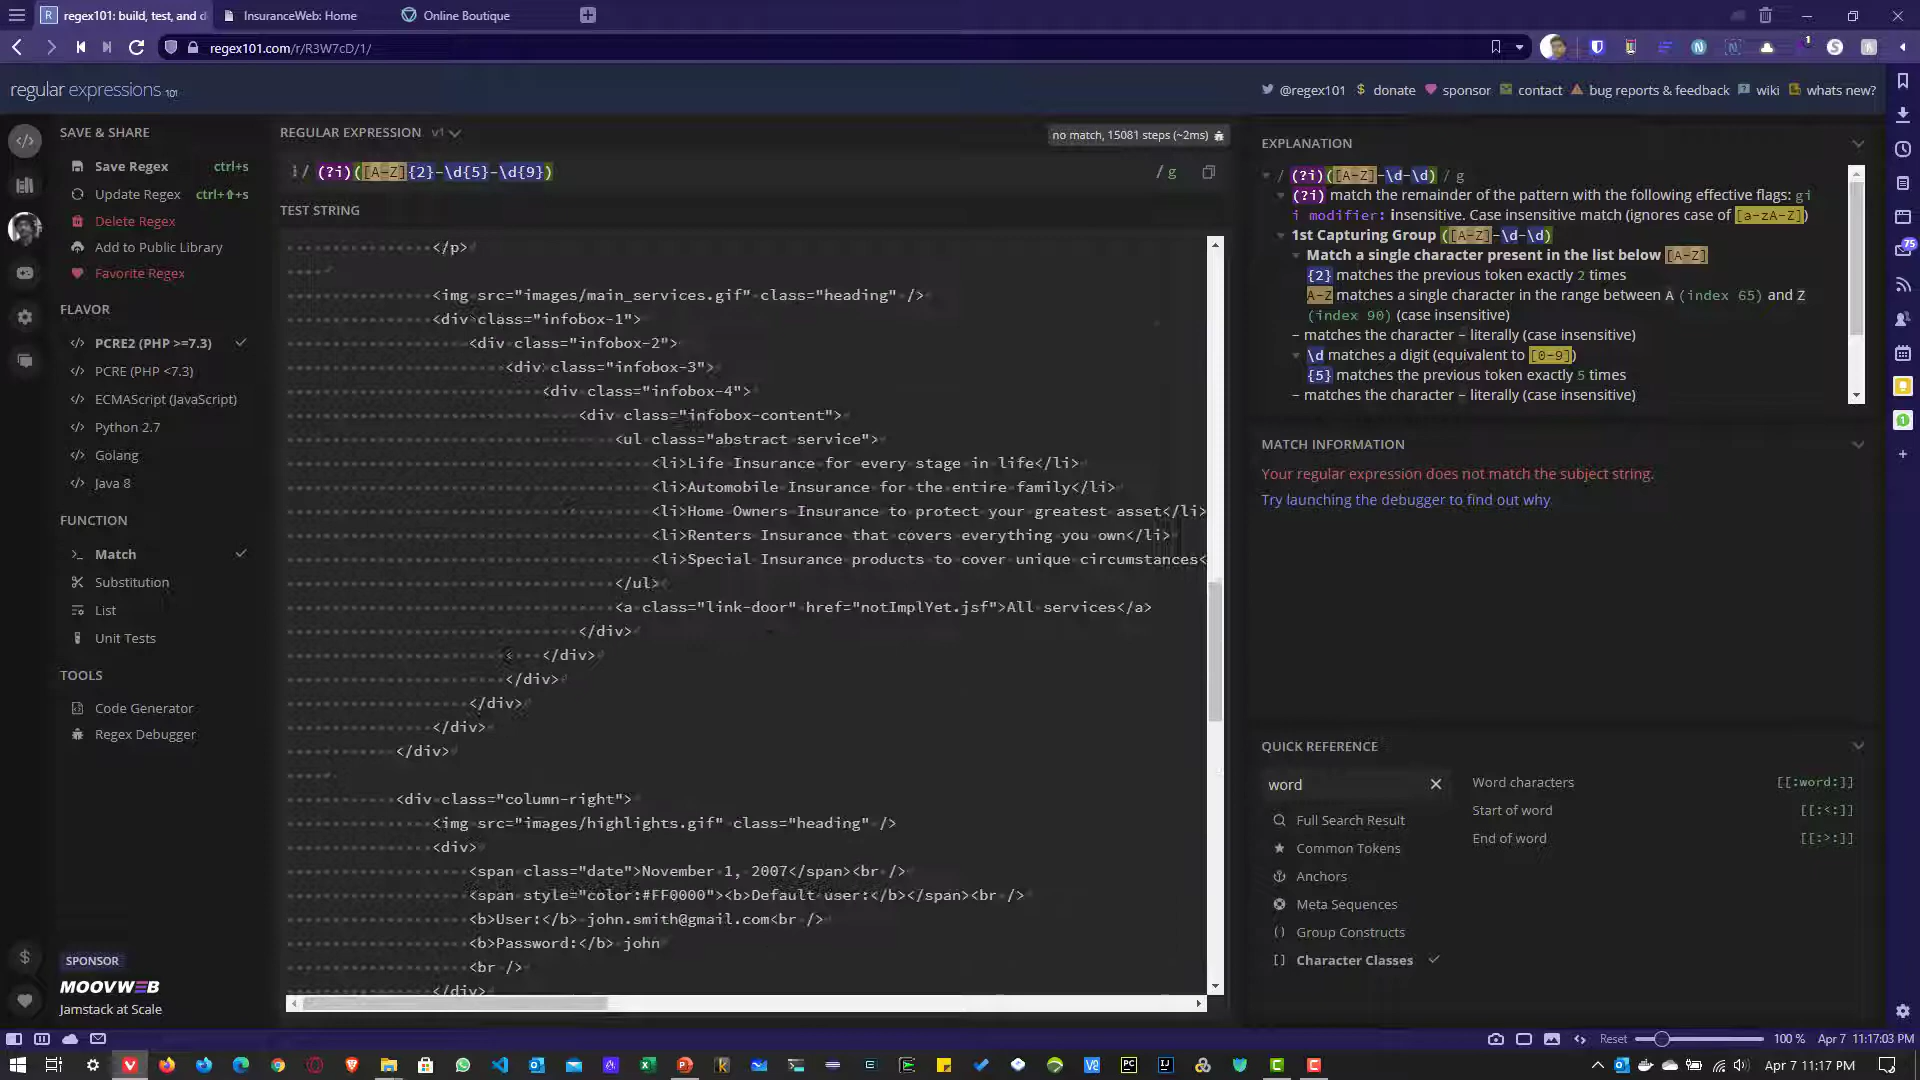 regex101: build, test, and d
InsuranceWeb: Home
Online Boutique
regex101.com/r/R3W7cD/1/
regular expressions 101
@regex101
$ donate
sponsor
contact
bug reports & feedback
wiki
whats new?
SAVE & SHARE
Save Regex ctrl+s
Update Regex ctrl+⇧+s
Delete Regex
Add to Public Library
Favorite Regex
FLAVOR
</> PCRE2 (PHP >=7.3)
</> PCRE (PHP <7.3)
</> ECMAScript (JavaScript)
</> Python 2.7
</> Golang
</> Java 8
FUNCTION
>_ Match
Substitution
List
Unit Tests
TOOLS
Code Generator
Regex Debugger
SPONSOR
MOOVWEB
Jamstack at Scale
REGULAR EXPRESSION v1
no match, 15081 steps (~2ms)
/ (?i)([A-Z]{2}-\d{5}-\d{9}) / g
TEST STRING
</p>
<img src="images/main_services.gif" class="heading" />
<div class="infobox-1">
<div class="infobox-2">
<div class="infobox-3">
<div class="infobox-4">
<div class="infobox-content">
<ul class="abstract service">
<li>Life Insurance for every stage in life</li>
<li>Automobile Insurance for the entire family</li>
<li>Home Owners Insurance to protect your greatest asset</li>
<li>Renters Insurance that covers everything you own</li>
<li>Special Insurance products to cover unique circumstances<
</ul>
<a class="link-door" href="notImplYet.jsf">All services</a>
</div>
</div>
</div>
</div>
</div>
</div>
<div class="column-right">
<img src="images/highlights.gif" class="heading" />
<div>
<span class="date">November 1, 2007</span><br />
<span style="color:#FF0000"><b>Default user:</b></span><br />
<b>User:</b> john.smith@gmail.com<br />
<b>Password:</b> john
<br />
</div>
EXPLANATION
/ (?i)([A-Z]-\d-\d) / g
(?i) match the remainder of the pattern with the following effective flags: gi
i modifier: insensitive. Case insensitive match (ignores case of [a-zA-Z])
1st Capturing Group ([A-Z]-\d-\d)
Match a single character present in the list below [A-Z]
{2} matches the previous token exactly 2 times
A-Z matches a single character in the range between A (index 65) and Z
(index 90) (case insensitive)
- matches the character - literally (case insensitive)
\d matches a digit (equivalent to [0-9])
{5} matches the previous token exactly 5 times
- matches the character - literally (case insensitive)
MATCH INFORMATION
Your regular expression does not match the subject string.
Try launching the debugger to find out why.
QUICK REFERENCE
word
Full Search Result
Common Tokens
Anchors
Meta Sequences
Group Constructs
Character Classes
Word characters [[:word:]]
Start of word [[:<:]]
End of word [[:>:]]
75
1
Reset 100 % Apr 7 11:17:03 PM
Apr 7 11:17 PM